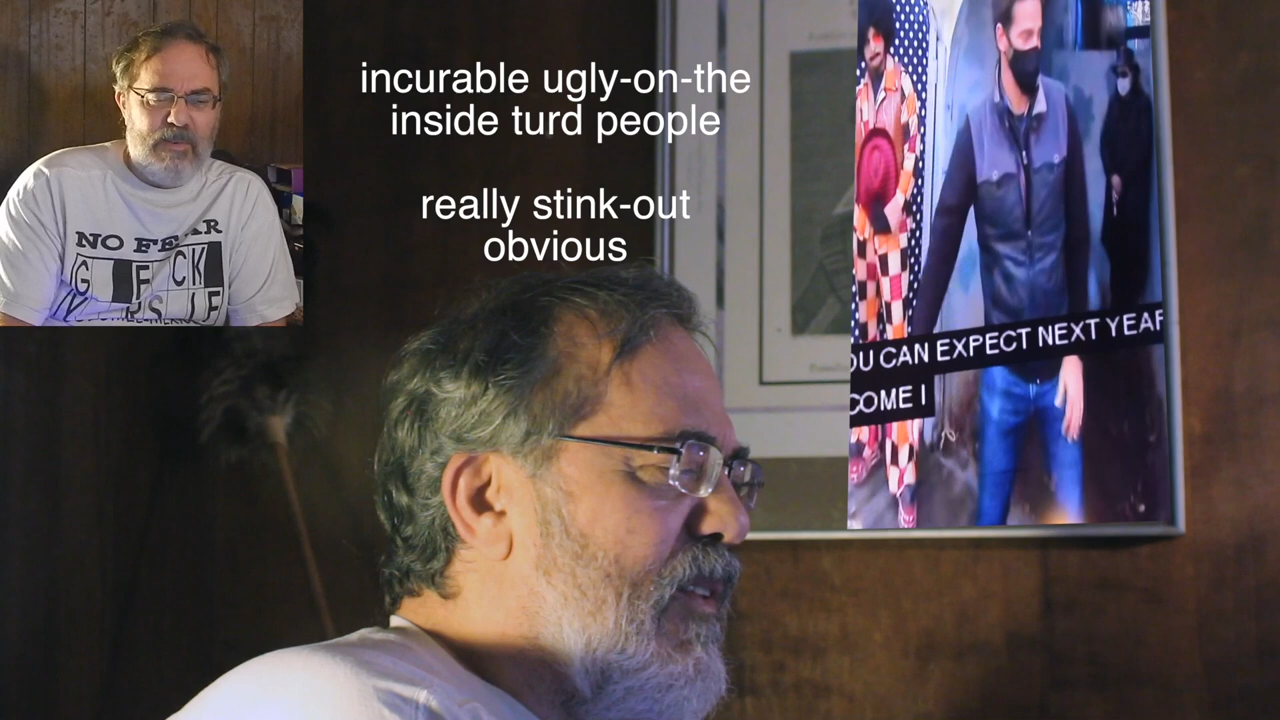 incurable ugly-on-the
inside turd people
really stink-out
obvious
NO FEAR
G F CK
OU CAN EXPECT NEXT YEAR
COME I